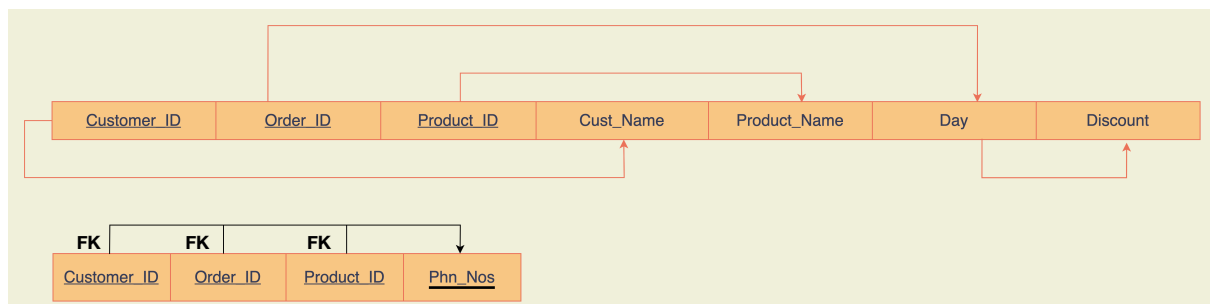 Customer_ID Order_ID Product_ID Cust_Name Product_Name Day Discount
FK FK FK
Customer_ID Order_ID Product_ID Phn_Nos